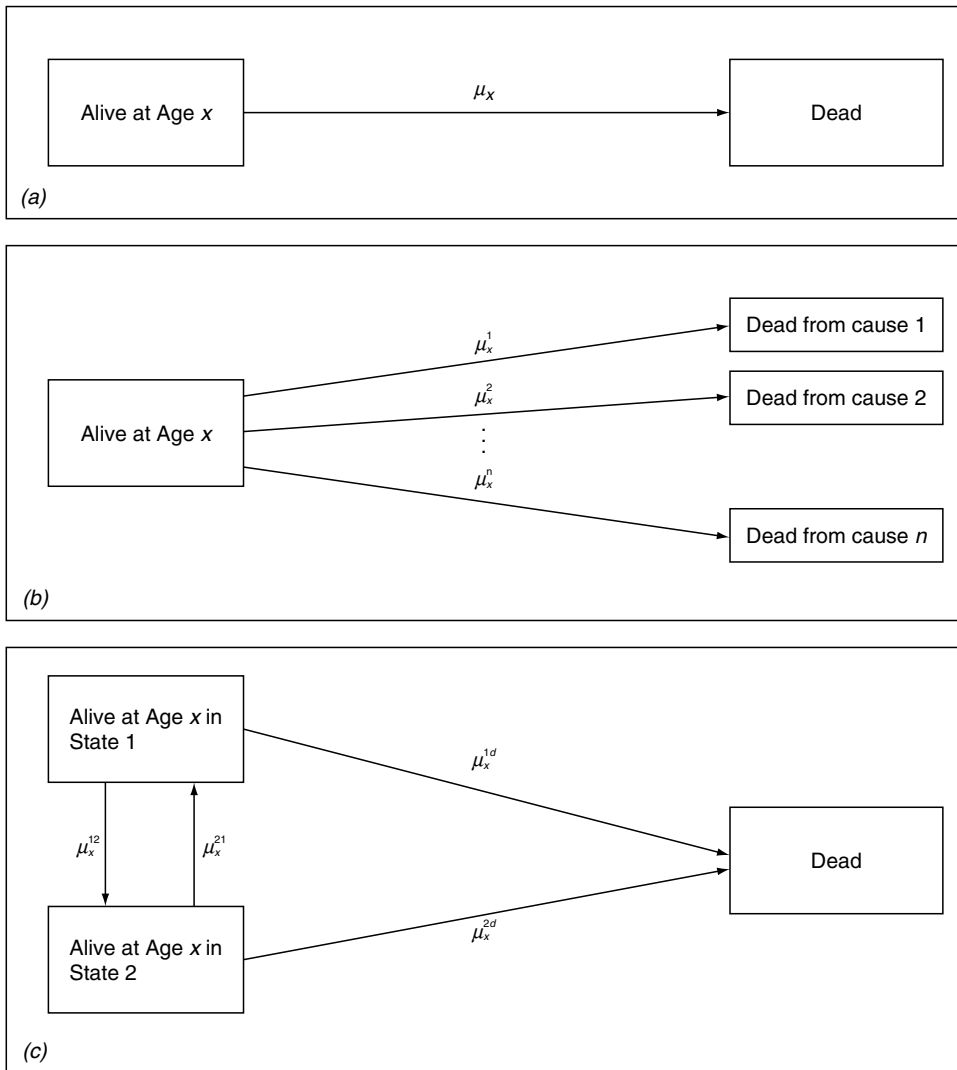 Alive at Age x
μx
Dead
(a)
Alive at Age x
μx1
Dead from cause 1
μx2
Dead from cause 2
μxn
Dead from cause n
(b)
Alive at Age x in
State 1
μx1d
μx12
μx21
Dead
Alive at Age x in
State 2
μx2d
(c)